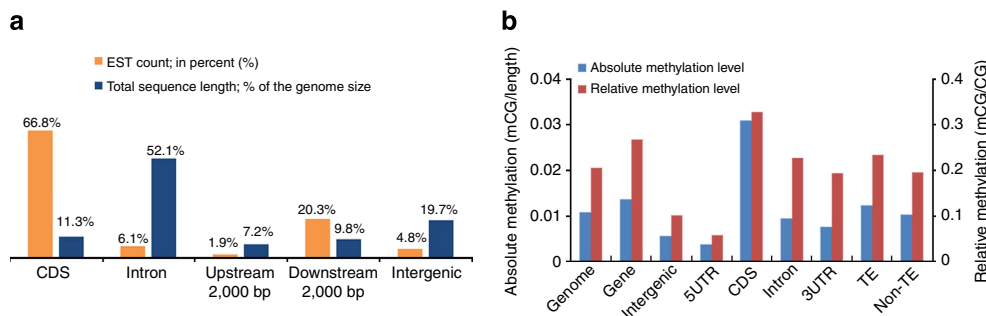 a
EST count; in percent (%)
Total sequence length; % of the genome size
66.8%
11.3%
6.1%
52.1%
1.9%
7.2%
20.3%
9.8%
4.8%
19.7%
CDS
Intron
Upstream
2,000 bp
Downstream
2,000 bp
Intergenic
b
Absolute methylation level
Relative methylation level
Absolute methylation (mCG/length)
0.04
0.03
0.02
0.01
0
0.4
0.3
0.2
0.1
0
Relative methylation (mCG/CG)
Genome
Gene
Intergenic
5UTR
CDS
Intron
3UTR
TE
Non-TE